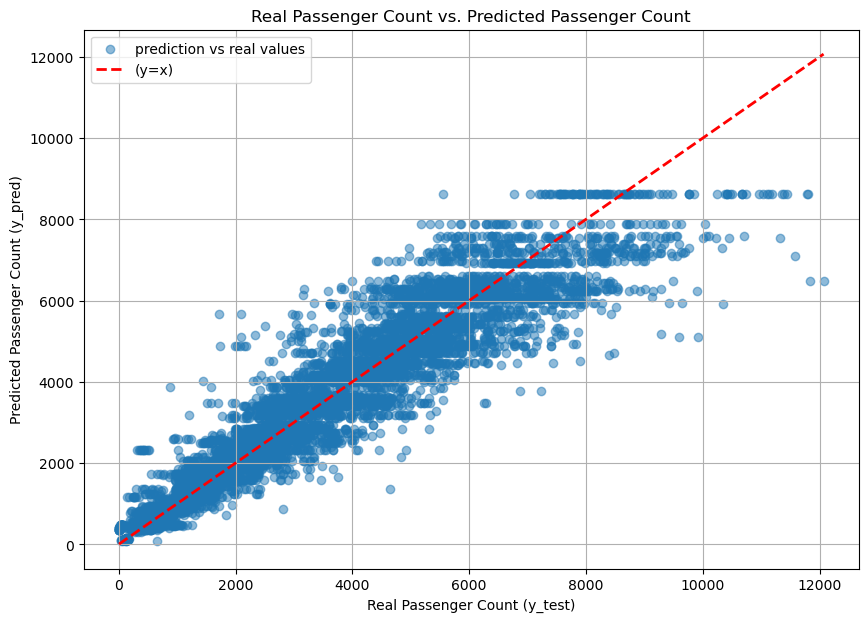 Real Passenger Count vs. Predicted Passenger Count
prediction vs real values
(y=x)
Predicted Passenger Count (y_pred)
12000
10000
8000
6000
4000
2000
0
0 2000 4000 6000 8000 10000 12000
Real Passenger Count (y_test)